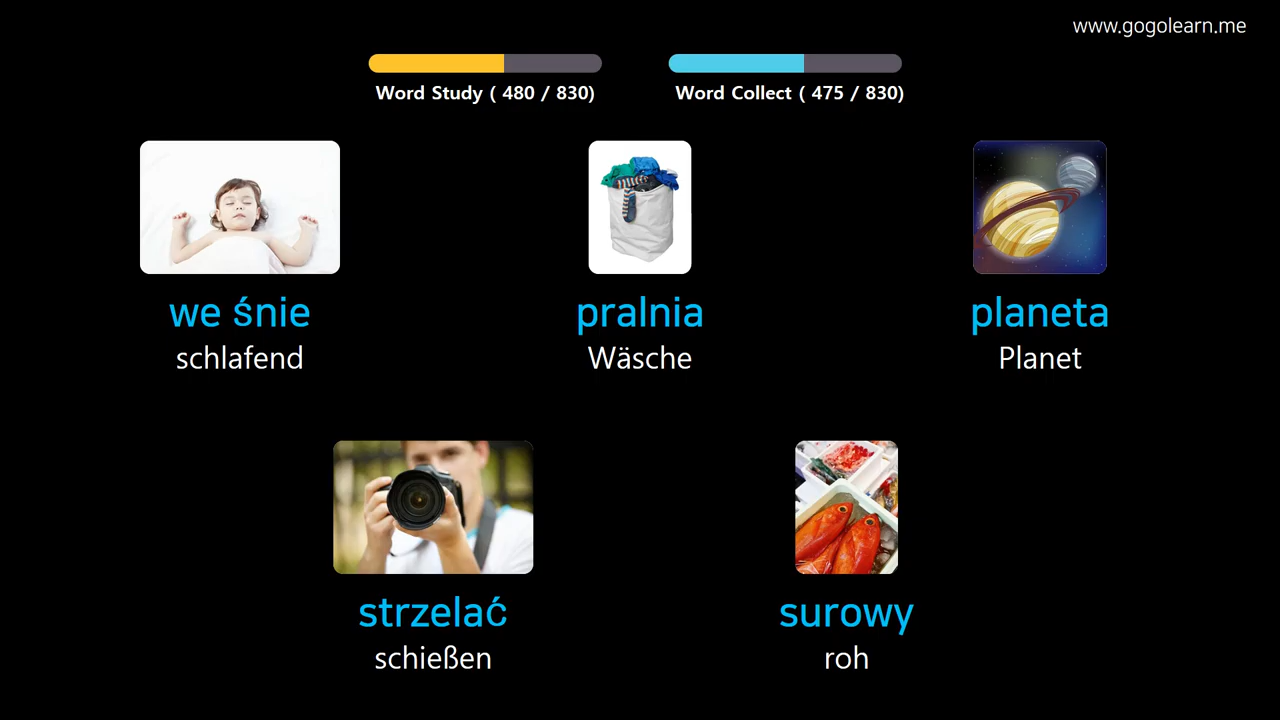 www.gogolearn.me
Word Study ( 480 / 830)
Word Collect ( 475 / 830)
we śnie
schlafend
pralnia
Wäsche
planeta
Planet
strzelać
schießen
surowy
roh